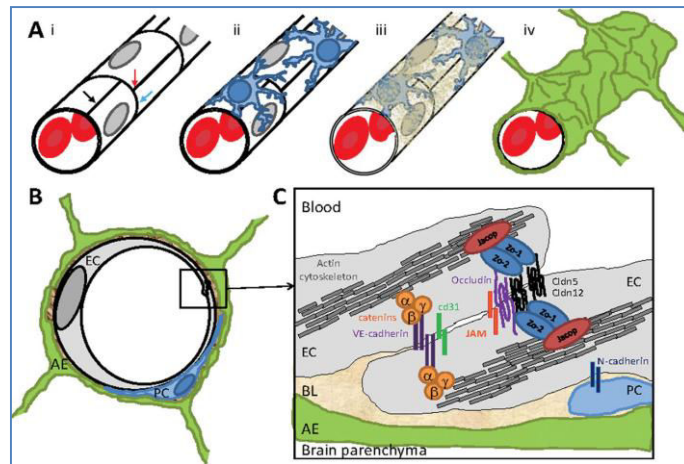 A i ii iii iv
B
EC
AE
PC
C
Blood
Actin
cytoskeleton
Jacop
Zo-1
Zo-2
Occludin
Cldn5
Cldn12
EC
α
β γ
catenins
cd31
VE-cadherin
JAM
Zo-1
Zo-2
Jacop
N-cadherin
EC
α
β γ
BL
PC
AE
Brain parenchyma